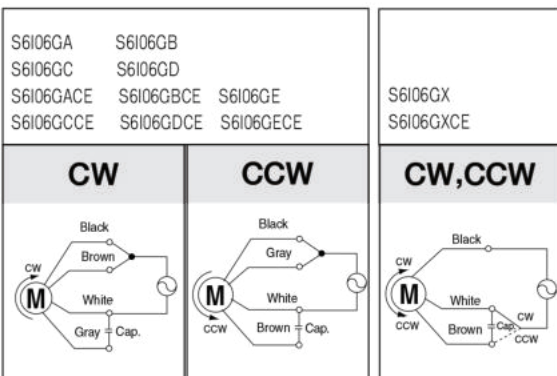 S6I06GA S6I06GB
S6I06GC S6I06GD
S6I06GACE S6I06GBCE S6I06GE
S6I06GCCE S6I06GDCE S6I06GECE
S6I06GX
S6I06GXCE
CW
CCW
CW,CCW
Black
Brown
CW
M
White
Gray Cap.
Black
Gray
M
White
CCW
Brown Cap.
Black
CW
M
White
CW
CCW
Brown Cap.
CCW